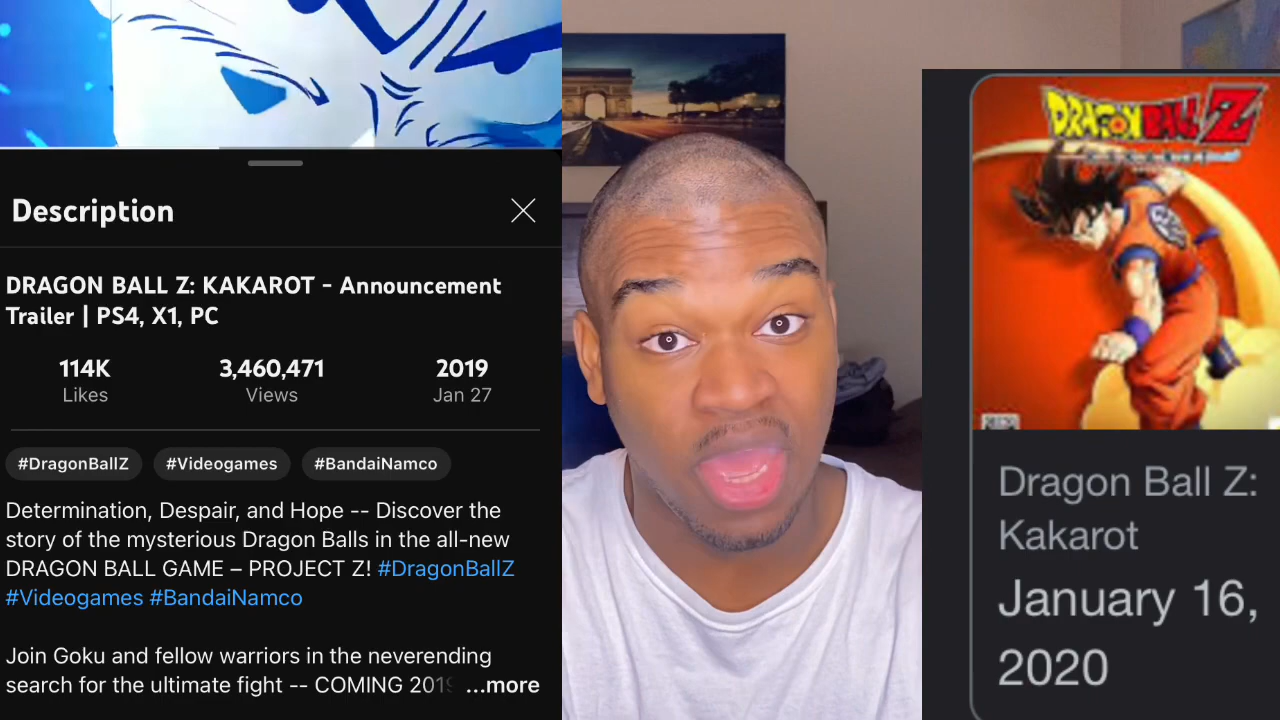 Description
DRAGON BALL Z: KAKAROT - Announcement
Trailer | PS4, X1, PC
114K
3,460,471
2019
Likes
Views
Jan 27
#DragonBallZ
#Videogames
#BandaiNamco
Determination, Despair, and Hope -- Discover the
story of the mysterious Dragon Balls in the all-new
DRAGON BALL GAME – PROJECT Z! #DragonBallZ
#Videogames #BandaiNamco
Join Goku and fellow warriors in the neverending
search for the ultimate fight -- COMING 2019 ...more
DRAGON BALL Z
Dragon Ball Z:
Kakarot
January 16,
2020